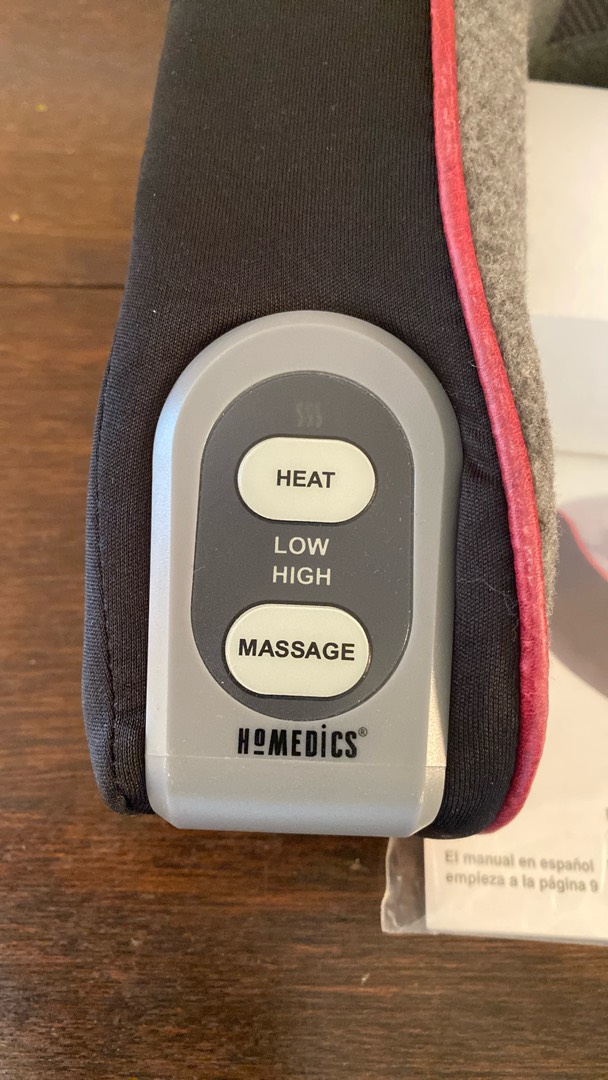 HEAT
LOW
HIGH
MASSAGE
HoMEDiCS®
El manual en español
empieza a la página 9